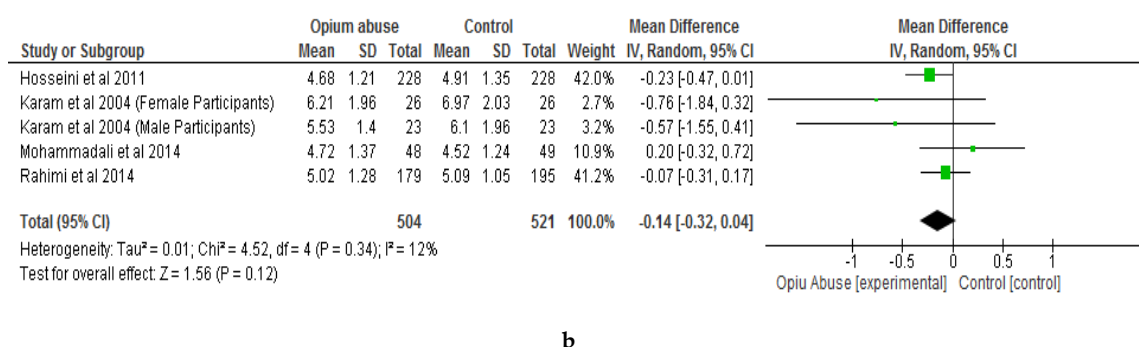 Opium abuse Control Mean Difference Mean Difference
Study or Subgroup Mean SD Total Mean SD Total Weight IV, Random, 95% CI IV, Random, 95% CI
Hosseini et al 2011 4.68 1.21 228 4.91 1.35 228 42.0% -0.23 [-0.47, 0.01]
Karam et al 2004 (Female Participants) 6.21 1.96 26 6.97 2.03 26 2.7% -0.76 [-1.84, 0.32]
Karam et al 2004 (Male Participants) 5.53 1.4 23 6.1 1.96 23 3.2% -0.57 [-1.55, 0.41]
Mohammadali et al 2014 4.72 1.37 48 4.52 1.24 49 10.9% 0.20 [-0.32, 0.72]
Rahimi et al 2014 5.02 1.28 179 5.09 1.05 195 41.2% -0.07 [-0.31, 0.17]
Total (95% CI) 504 521 100.0% -0.14 [-0.32, 0.04]
Heterogeneity: Tau² = 0.01; Chi² = 4.52, df = 4 (P = 0.34); I² = 12%
Test for overall effect: Z = 1.56 (P = 0.12)
-1 -0.5 0 0.5 1
Opiu Abuse [experimental] Control [control]
b